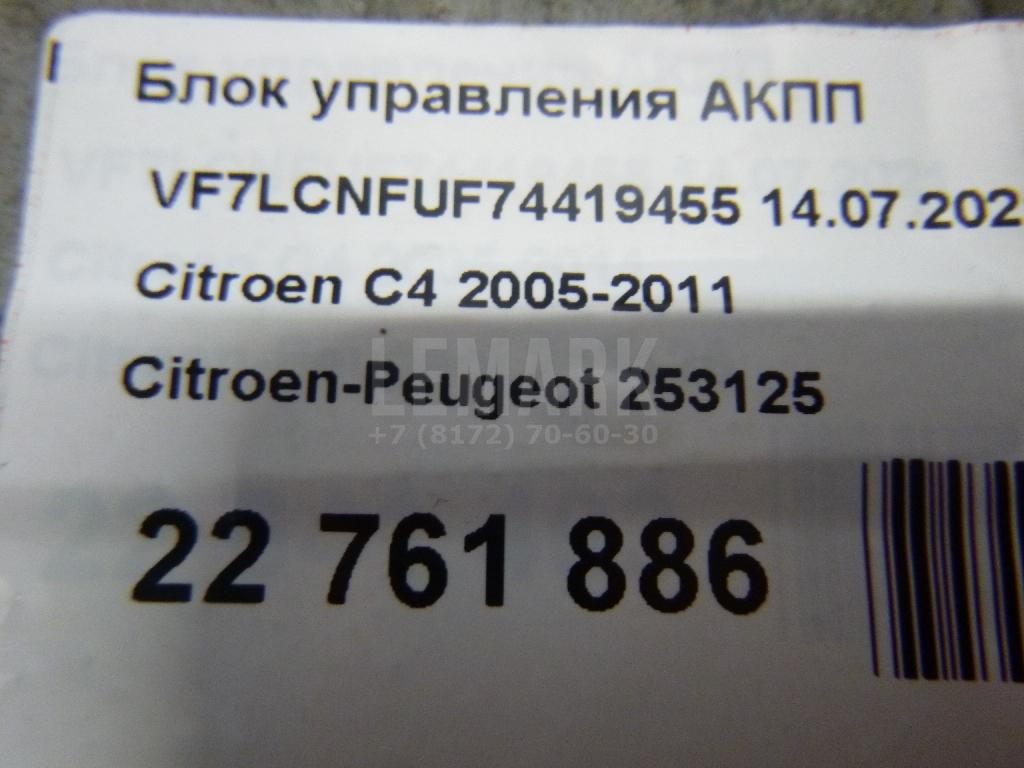 Блок управления АКПП
VF7LCNFUF74419455 14.07.202
Citroen C4 2005-2011
LEMARK
Citroen-Peugeot 253125
+7 (8172) 70-60-30
22 761 886